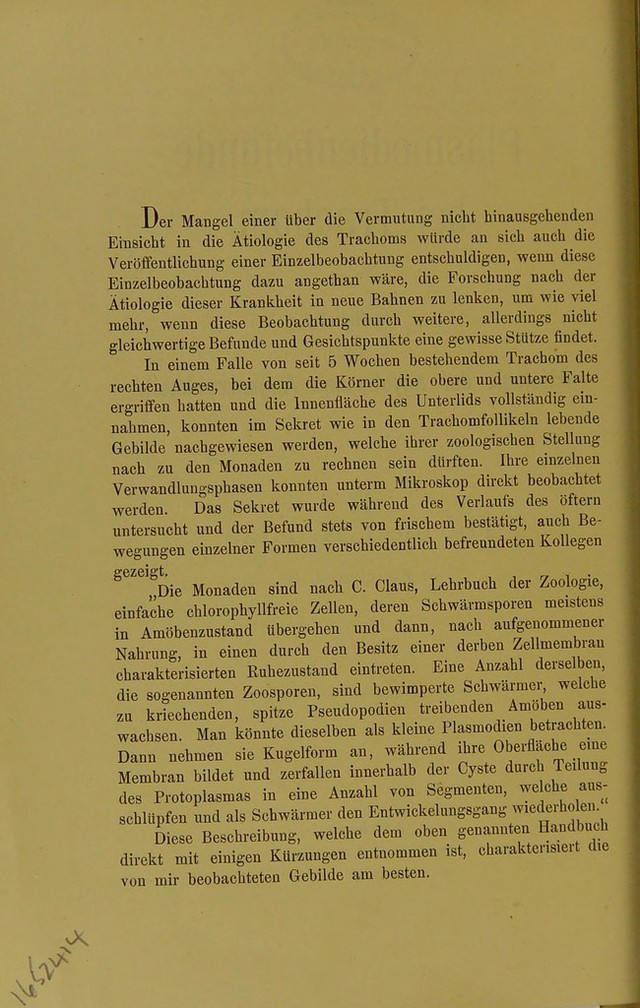 Plasmodienbefunde
Der Mangel einer über die Vermutung nicht hinausgehenden
Einsicht in die Ätiologie des Trachoms würde an sich auch die
Veröffentlichung einer Einzelbeobachtung entschuldigen, wenn diese
Einzelbeobachtung dazu angethan wäre, die Forschung nach der
Ätiologie dieser Krankheit in neue Bahnen zu lenken, um wie viel
mehr, wenn diese Beobachtung durch weitere, allerdings nicht
gleichwertige Befunde und Gesichtspunkte eine gewisse Stütze findet.
In einem Falle von seit 5 Wochen bestehendem Trachom des
rechten Auges, bei dem die Körner die obere und untere Falte
ergriffen hatten und die Innenfläche des Unterlids vollständig ein-
nahmen, konnten im Sekret wie in den Trachomfollikeln lebende
Gebilde nachgewiesen werden, welche ihrer zoologischen Stellung
nach zu den Monaden zu rechnen sein dürften. Ihre einzelnen
Verwandlungsphasen konnten unterm Mikroskop direkt beobachtet
werden. Das Sekret wurde während des Verlaufs des öftern
untersucht und der Befund stets von frischem bestätigt, auch Be-
wegungen einzelner Formen verschiedentlich befreundeten Kollegen
gezeigt.
„Die Monaden sind nach C. Claus, Lehrbuch der Zoologie,
einfache chlorophyllfreie Zellen, deren Schwärmsporen meistens
in Amöbenzustand übergehen und dann, nach aufgenommener
Nahrung, in einen durch den Besitz einer derben Zellmembran
charakterisierten Ruhezustand eintreten. Eine Anzahl derselben,
die sogenannten Zoosporen, sind bewimperte Schwärmer, welche
zu kriechenden, spitze Pseudopodien treibenden Amöben aus-
wachsen. Man könnte dieselben als kleine Plasmodien betrachten.
Dann nehmen sie Kugelform an, während ihre Oberfläche eine
Membran bildet und zerfallen innerhalb der Cyste durch Teilung
des Protoplasmas in eine Anzahl von Segmenten, welche aus-
schlüpfen und als Schwärmer den Entwickelungsgang wiederholen.“
Diese Beschreibung, welche dem oben genannten Handbuch
direkt mit einigen Kürzungen entnommen ist, charakterisiert die
von mir beobachteten Gebilde am besten.
1652414